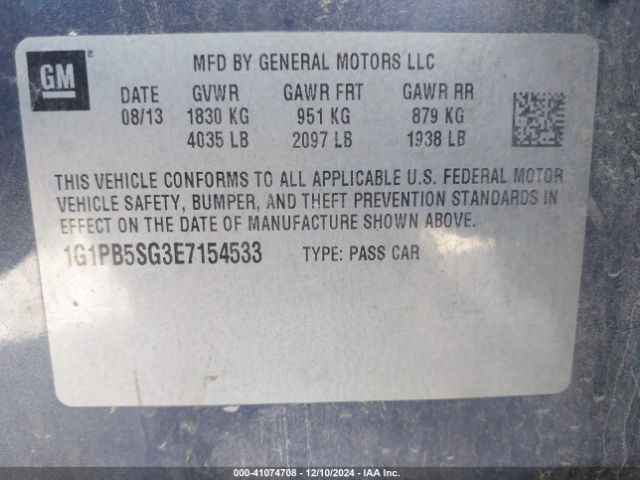 GM
MFD BY GENERAL MOTORS LLC
DATE GVWR GAWR FRT GAWR RR
08/13 1830 KG 951 KG 879 KG
4035 LB 2097 LB 1938 LB
THIS VEHICLE CONFORMS TO ALL APPLICABLE U.S. FEDERAL MOTOR
VEHICLE SAFETY, BUMPER, AND THEFT PREVENTION STANDARDS IN
EFFECT ON THE DATE OF MANUFACTURE SHOWN ABOVE.
1G1PB5SG3E7154533 TYPE: PASS CAR
000-41074708 - 12/10/2024 - IAA Inc.